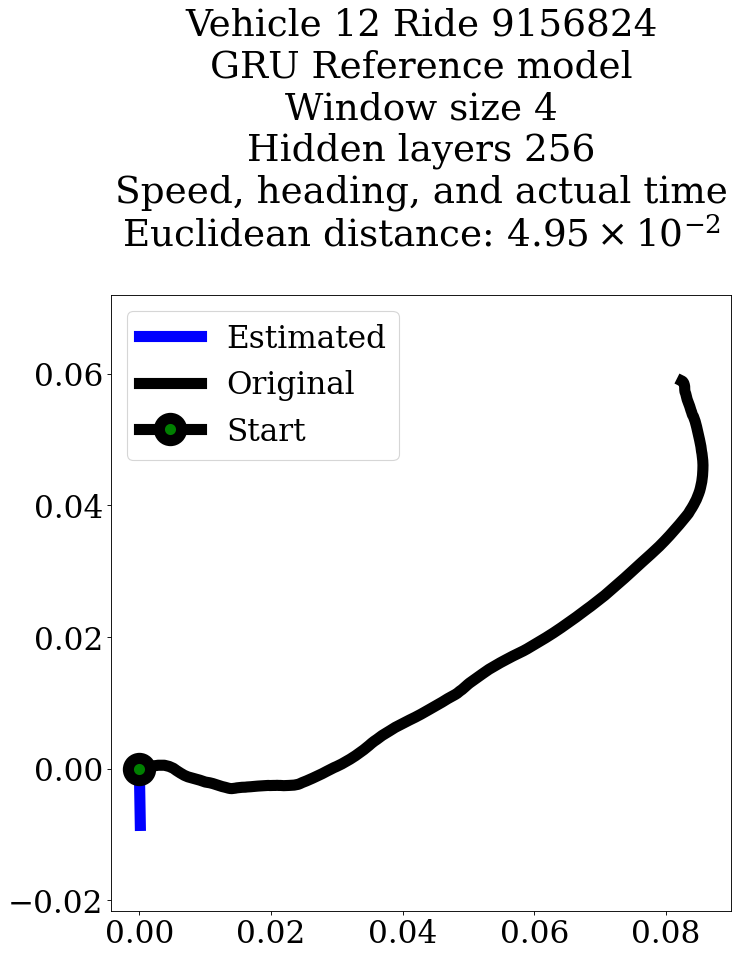 Vehicle 12 Ride 9156824
GRU Reference model
Window size 4
Hidden layers 256
Speed, heading, and actual time
Euclidean distance: 4.95 × 10⁻²
Estimated
Original
Start
0.06
0.04
0.02
0.00
−0.02
0.00 0.02 0.04 0.06 0.08